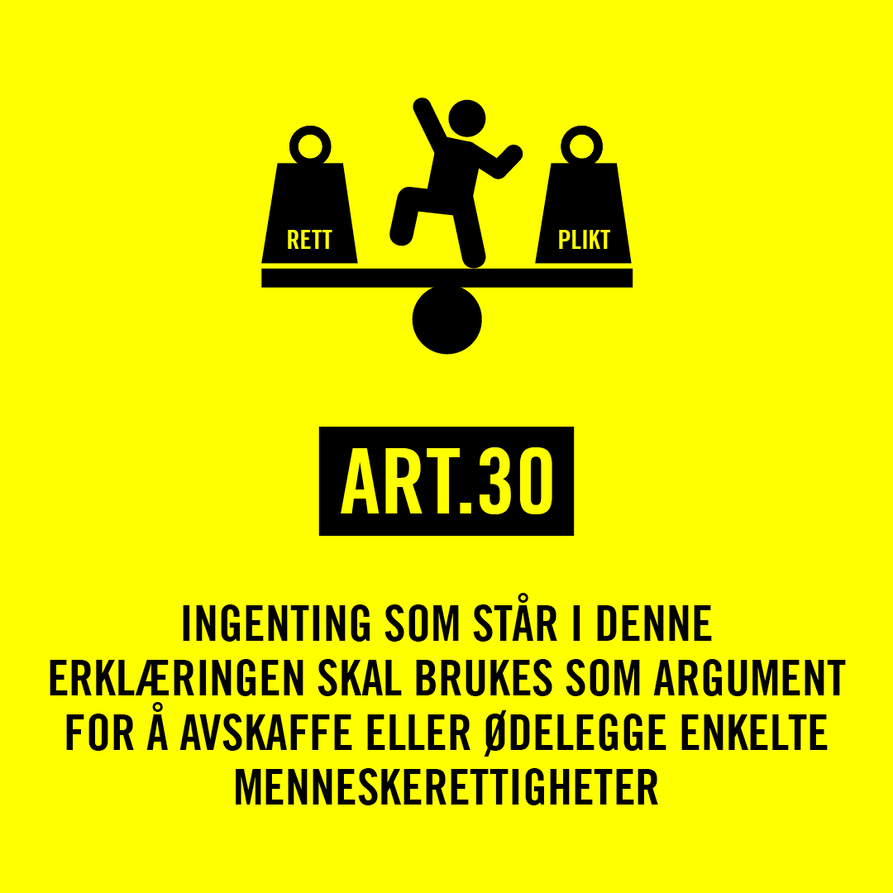 RETT
PLIKT
ART.30
INGENTING SOM STÅR I DENNE
ERKLÆRINGEN SKAL BRUKES SOM ARGUMENT
FOR Å AVSKAFFE ELLER ØDELEGGE ENKELTE
MENNESKERETTIGHETER